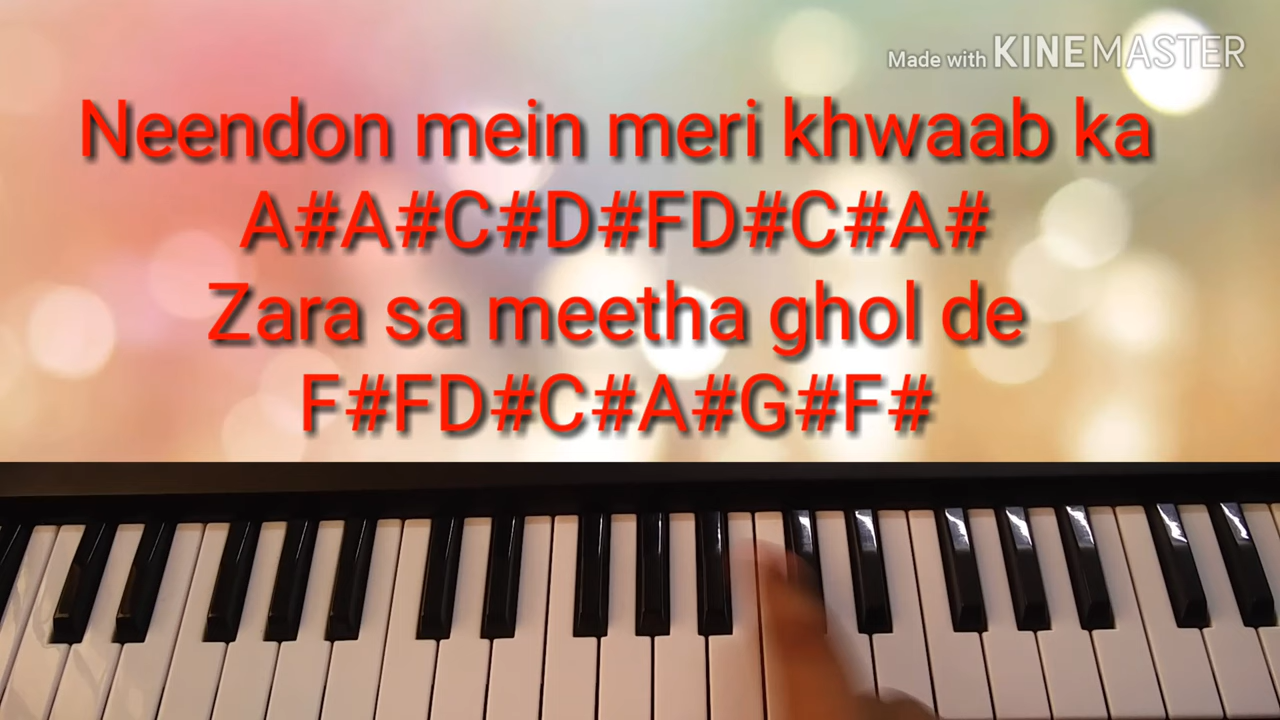 Made with KINEMASTER
Neendon mein meri khwaab ka
A#A#C#D#FD#C#A#
Zara sa meetha ghol de
F#FD#C#A#G#F#